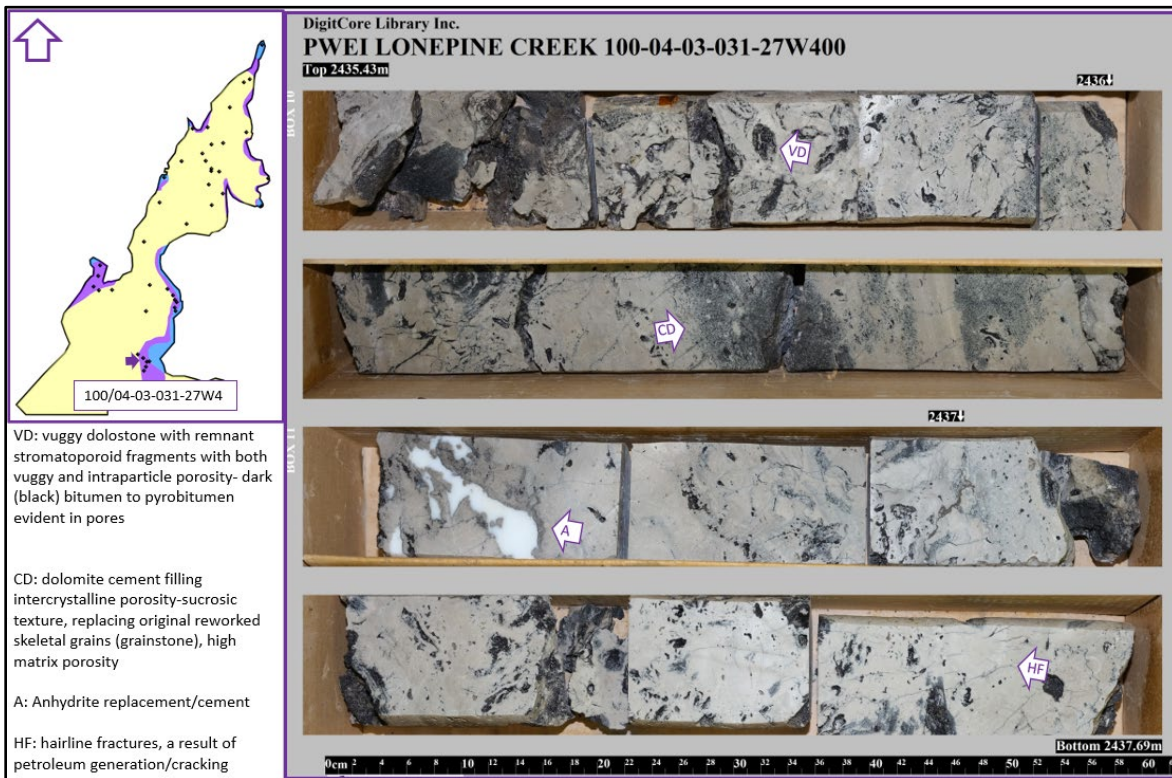 DigitCore Library Inc.
PWEI LONEPINE CREEK 100-04-03-031-27W400
Top 2435.43m
2436
BOX 10
VD
CD
100/04-03-031-27W4
VD: vuggy dolostone with remnant
stromatoporoid fragments with both
vuggy and intraparticle porosity- dark
(black) bitumen to pyrobitumen
evident in pores
CD: dolomite cement filling
intercrystalline porosity-sucrosic
texture, replacing original reworked
skeletal grains (grainstone), high
matrix porosity
A: Anhydrite replacement/cement
HF: hairline fractures, a result of
petroleum generation/cracking
2437
BOX 11
A
HF
Bottom 2437.69m
0cm 2 4 6 8 10 12 14 16 18 20 22 24 26 28 30 32 34 36 38 40 42 44 46 48 50 52 54 56 58 60